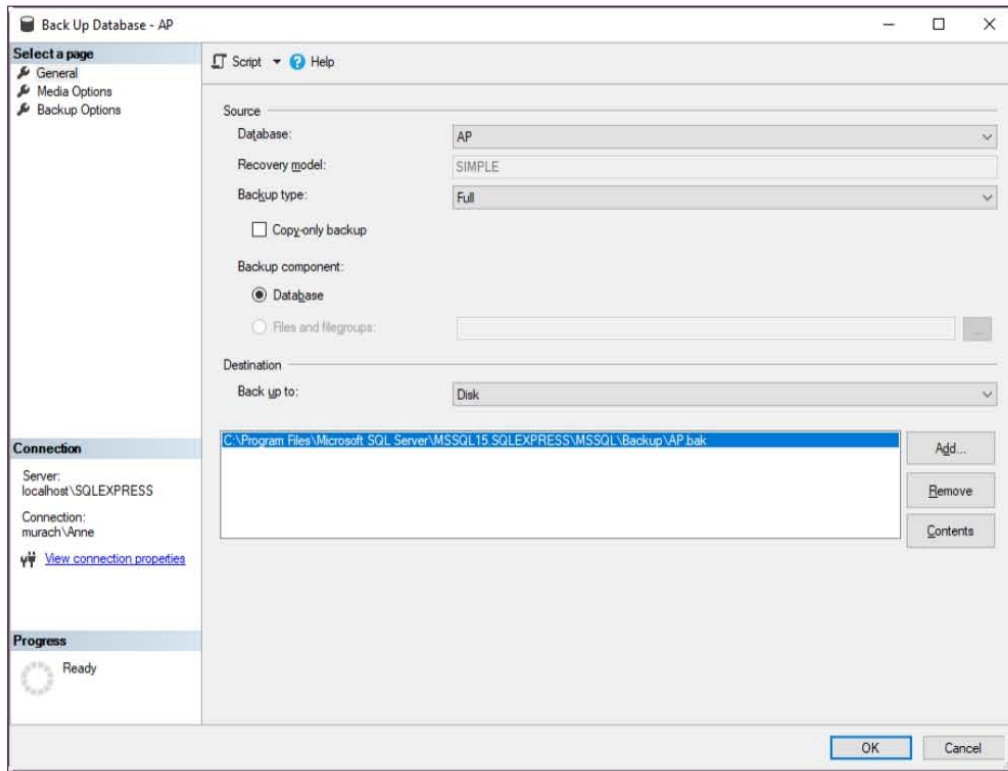 Back Up Database - AP
Select a page
General
Media Options
Backup Options
Script
Help
Source
Database:
AP
Recovery model:
SIMPLE
Backup type:
Full
Copy-only backup
Backup component:
Database
Files and filegroups:
...
Destination
Back up to:
Disk
C:\Program Files\Microsoft SQL Server\MSSQL15.SQLEXPRESS\MSSQL\Backup\AP.bak
Add...
Remove
Contents
Connection
Server:
localhost\SQLEXPRESS
Connection:
murach\Anne
View connection properties
Progress
Ready
OK
Cancel